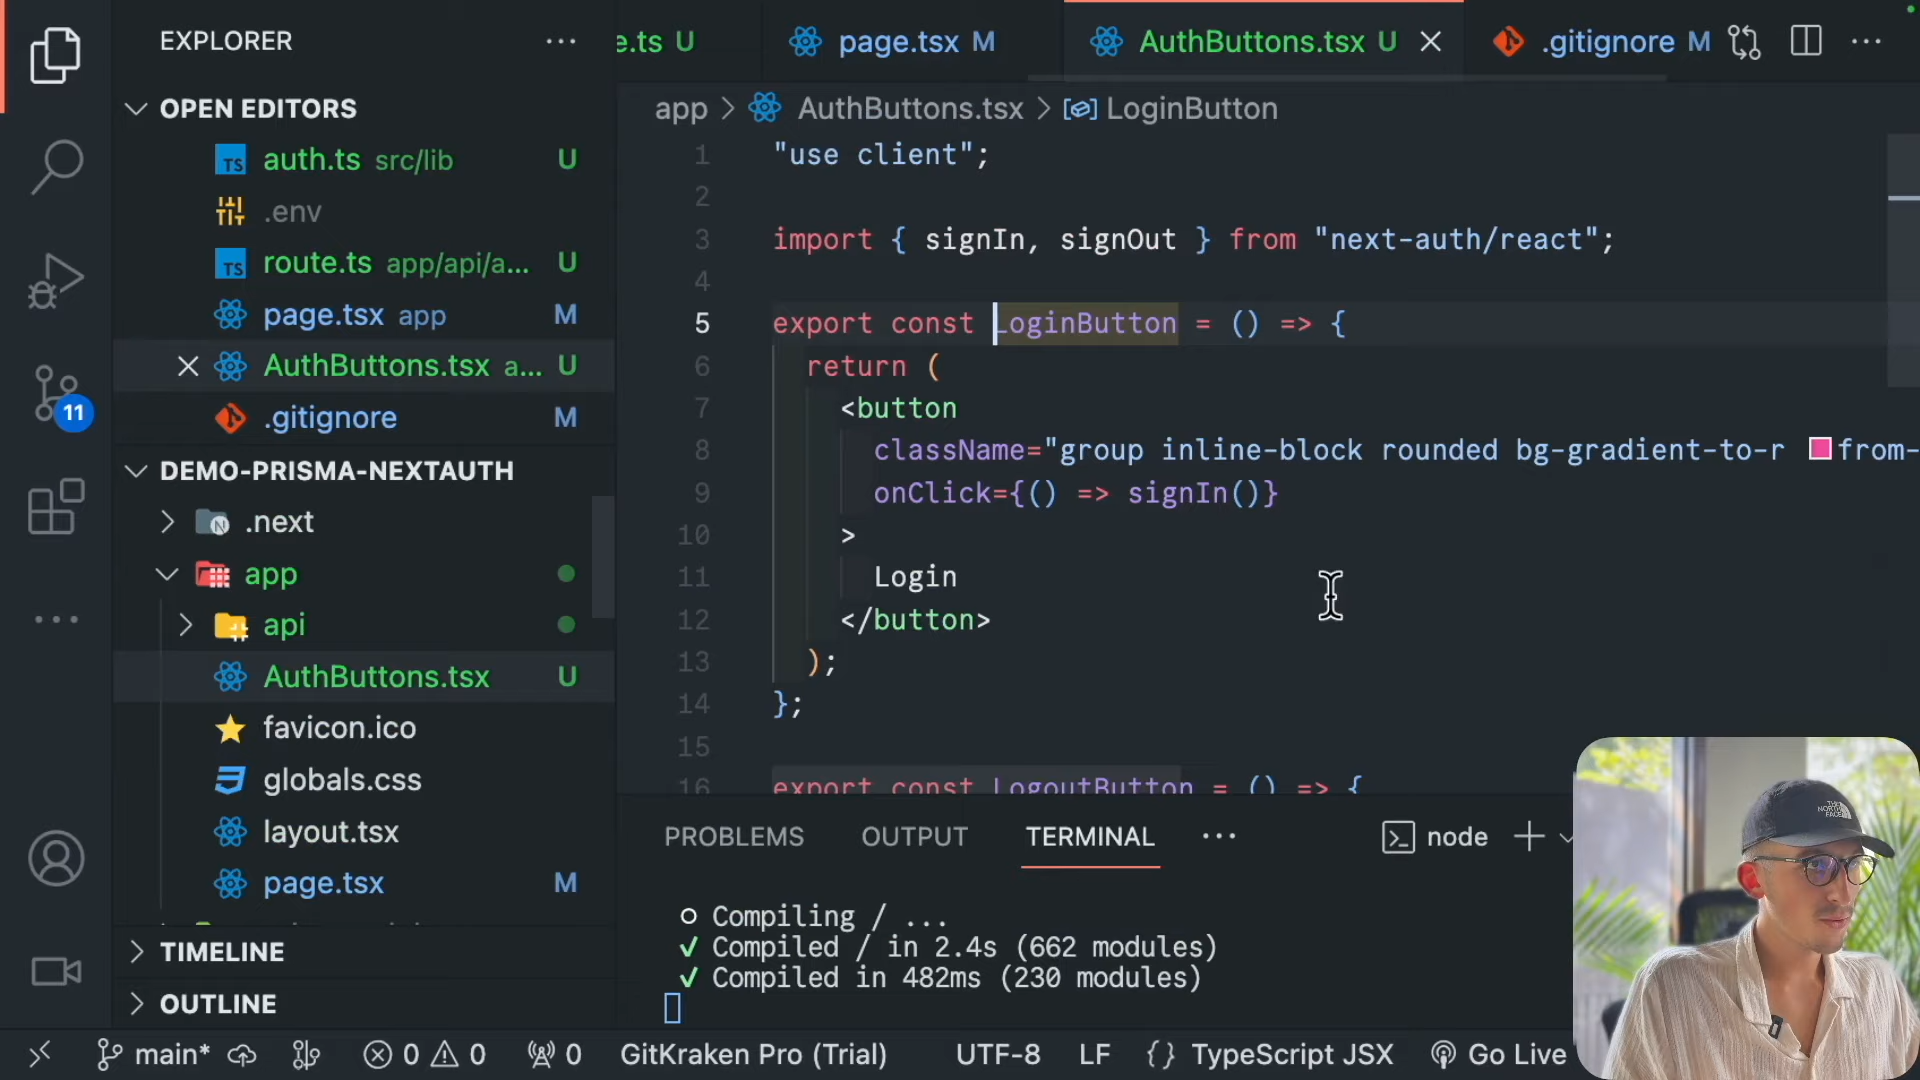 EXPLORER
e.ts U
page.tsx M
AuthButtons.tsx U
.gitignore M
OPEN EDITORS
auth.ts src/lib U
.env
route.ts app/api/a... U
page.tsx app M
AuthButtons.tsx a... U
.gitignore M
11
DEMO-PRISMA-NEXTAUTH
.next
app
api
AuthButtons.tsx U
favicon.ico
globals.css
layout.tsx
page.tsx M
TIMELINE
OUTLINE
app > AuthButtons.tsx > LoginButton
1 "use client";
2
3 import { signIn, signOut } from "next-auth/react";
4
5 export const LoginButton = () => {
6 return (
7 <button
8 className="group inline-block rounded bg-gradient-to-r from-
9 onClick={() => signIn()}
10 >
11 Login
12 </button>
13 );
14 };
15
16 export const LogoutButton = () => {
PROBLEMS OUTPUT TERMINAL ... node
Compiling / ...
✓ Compiled / in 2.4s (662 modules)
✓ Compiled in 482ms (230 modules)
THE NORTH FACE
main* 0 0 0 GitKraken Pro (Trial) UTF-8 LF {} TypeScript JSX Go Live